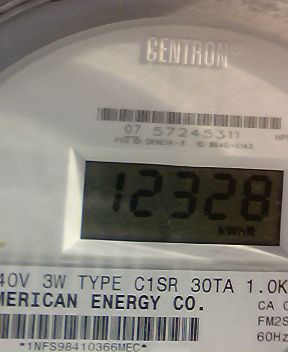 CENTRON®
07 57245311
12328
kWhR
40V 3W TYPE C1SR 30TA 1.0K
MERICAN ENERGY CO.
CA
FM2S
60Hz
*1NFS98410366MEC*